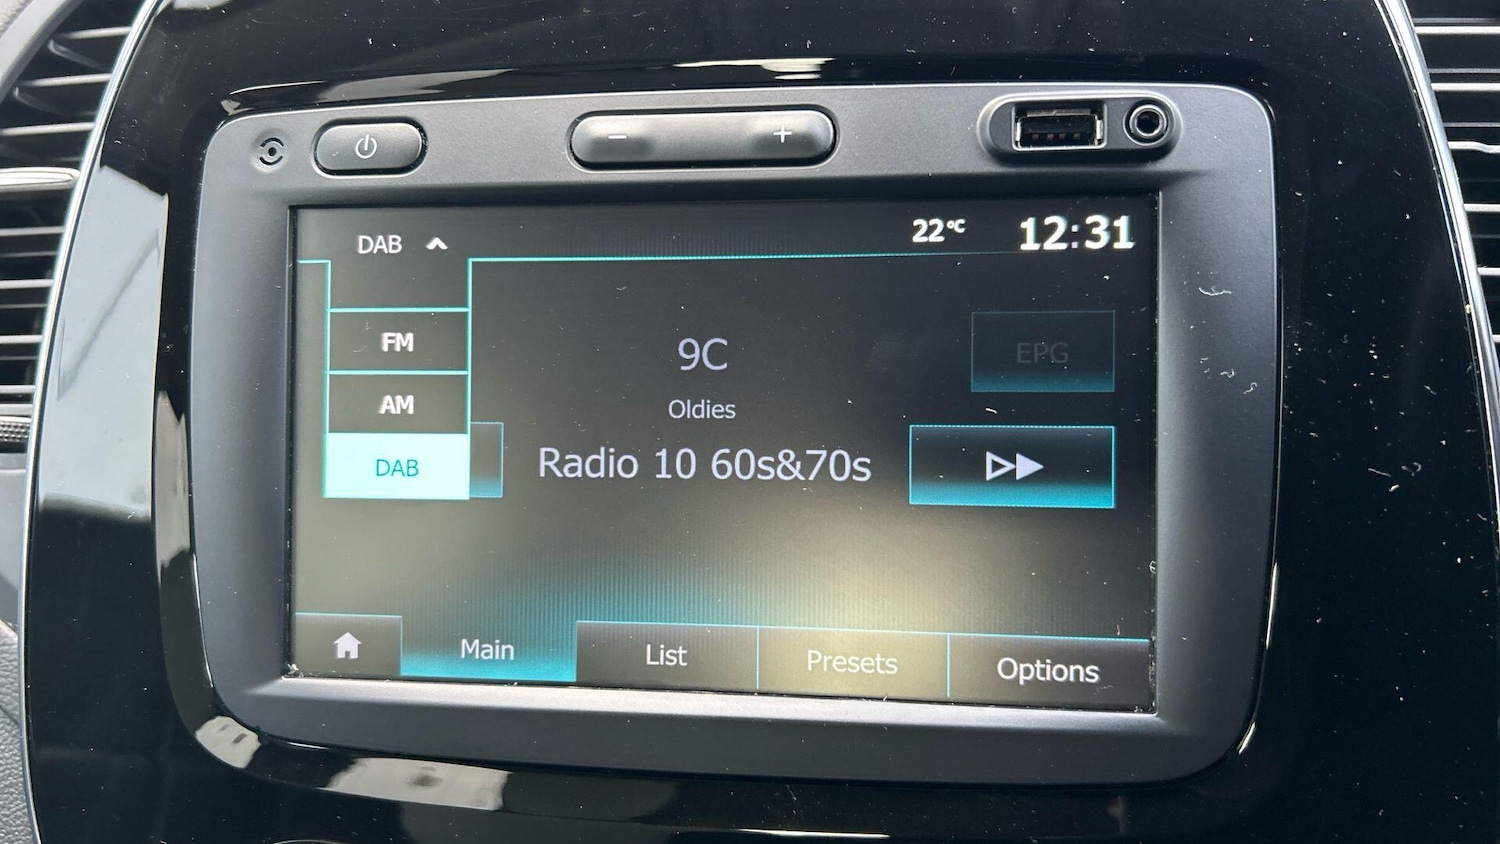 − +
DAB
22°C 12:31
FM
AM
DAB
9C
Oldies
Radio 10 60s&70s
EPG
Main
List
Presets
Options